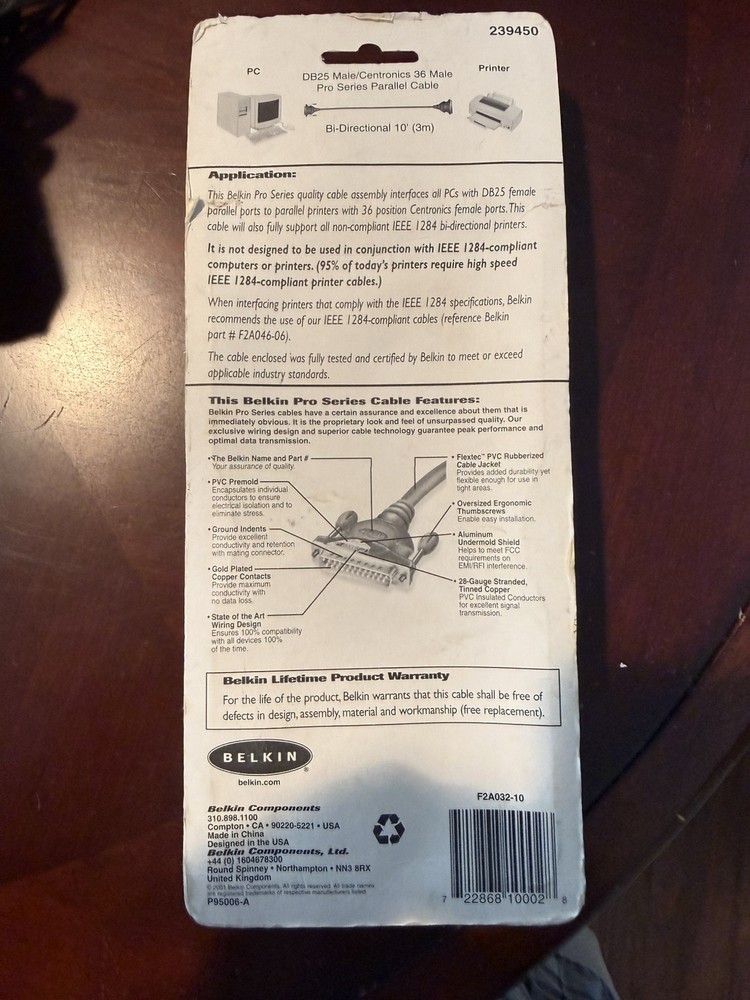 239450
PC
DB25 Male/Centronics 36 Male
Pro Series Parallel Cable
Printer
Bi-Directional 10' (3m)
Application:
This Belkin Pro Series quality cable assembly interfaces all PCs with DB25 female
parallel ports to parallel printers with 36 position Centronics female ports. This
cable will also fully support all non-compliant IEEE 1284 bi-directional printers.
It is not designed to be used in conjunction with IEEE 1284-compliant
computers or printers. (95% of today's printers require high speed
IEEE 1284-compliant printer cables.)
When interfacing printers that comply with the IEEE 1284 specifications, Belkin
recommends the use of our IEEE 1284-compliant cables (reference Belkin
part # F2A046-06).
The cable enclosed was fully tested and certified by Belkin to meet or exceed
applicable industry standards.
This Belkin Pro Series Cable Features:
Belkin Pro Series cables have a certain assurance and excellence about them that is
immediately obvious. It is the proprietary look and feel of unsurpassed quality. Our
exclusive wiring design and superior cable technology guarantee peak performance and
optimal data transmission.
• The Belkin Name and Part #
Your assurance of quality.
• PVC Premold
Encapsulates individual
conductors to ensure
electrical isolation and to
eliminate stress.
• Ground Indents
Provide excellent
conductivity and retention
with mating connector.
• Gold Plated
Copper Contacts
Provide maximum
conductivity with
no data loss.
• State of the Art
Wiring Design
Ensures 100% compatibility
with all devices 100%
of the time.
• Flextec™ PVC Rubberized
Cable Jacket
Provides added durability yet
flexible enough for use in
tight areas.
• Oversized Ergonomic
Thumbscrews
Enable easy installation.
• Aluminum
Undermold Shield
Helps to meet FCC
requirements on
EMI/RFI interference.
• 28-Gauge Stranded,
Tinned Copper
PVC Insulated Conductors
for excellent signal
transmission.
Belkin Lifetime Product Warranty
For the life of the product, Belkin warrants that this cable shall be free of
defects in design, assembly, material and workmanship (free replacement).
BELKIN®
belkin.com
Belkin Components
310.898.1100
Compton • CA • 90220-5221 • USA
Made in China
Designed in the USA
Belkin Components, Ltd.
+44 (0) 1604678300
Round Spinney • Northampton • NN3 8RX
United Kingdom
© 2001 Belkin Components. All rights reserved. All trade names
are registered trademarks of respective manufacturers listed.
P95006-A
F2A032-10
7 22868 10002 8